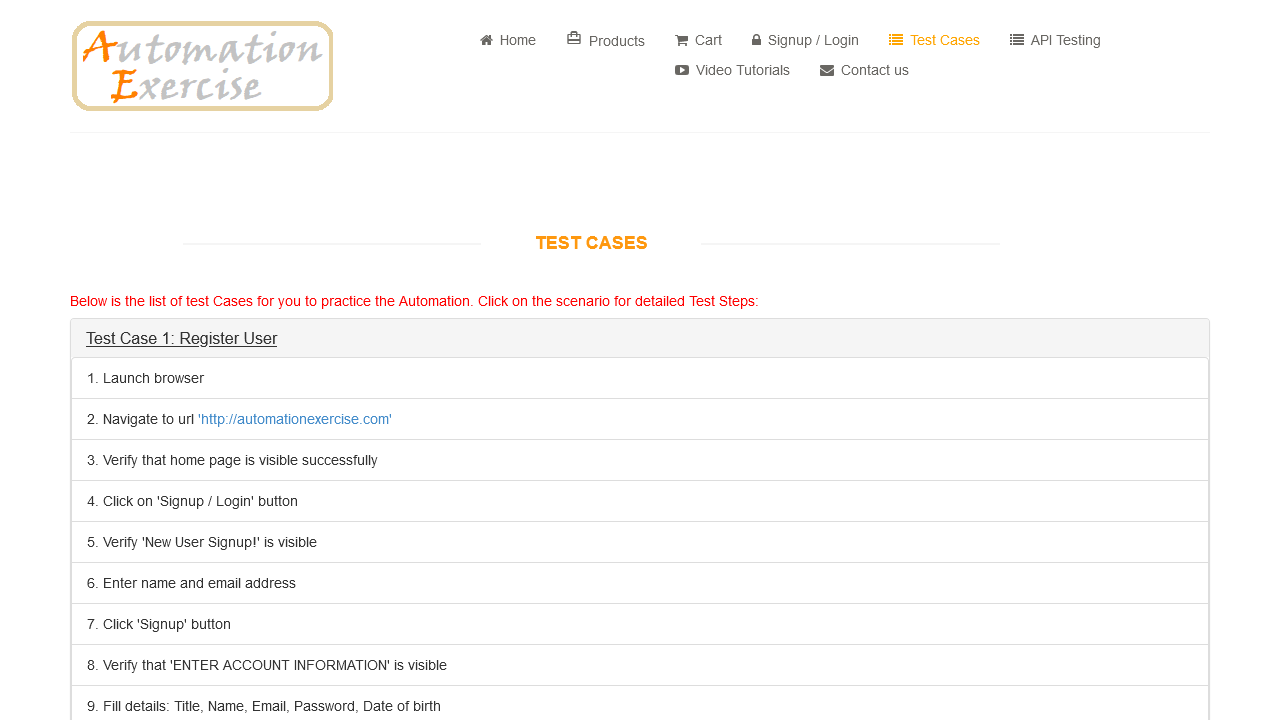 Automation
Exercise
Home
Products
Cart
Signup / Login
Test Cases
API Testing
Video Tutorials
Contact us
TEST CASES
Below is the list of test Cases for you to practice the Automation. Click on the scenario for detailed Test Steps:
Test Case 1: Register User
1. Launch browser
2. Navigate to url 'http://automationexercise.com'
3. Verify that home page is visible successfully
4. Click on 'Signup / Login' button
5. Verify 'New User Signup!' is visible
6. Enter name and email address
7. Click 'Signup' button
8. Verify that 'ENTER ACCOUNT INFORMATION' is visible
9. Fill details: Title, Name, Email, Password, Date of birth